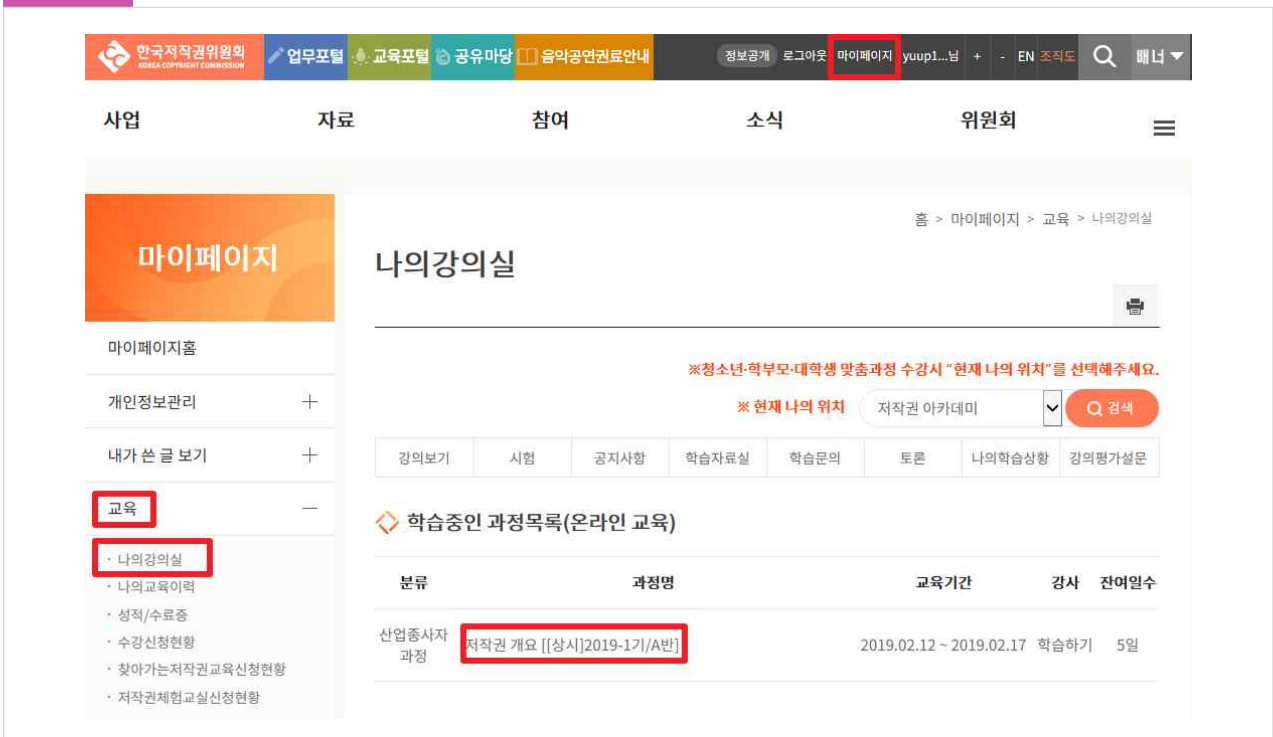 한국저작권위원회 업무포털 교육포털 공유마당 음악공연권료안내 정보공개 로그아웃 마이페이지 yuup1...님 + - EN 조직도 배너
KOREA COPYRIGHT COMMISSION
사업 자료 참여 소식 위원회
홈 > 마이페이지 > 교육 > 나의강의실
마이페이지
나의강의실
마이페이지홈
※청소년·학부모·대학생 맞춤과정 수강시 "현재 나의 위치"를 선택해주세요.
개인정보관리
※ 현재 나의 위치 저작권 아카데미 검색
내가 쓴 글 보기
강의보기 시험 공지사항 학습자료실 학습문의 토론 나의학습상황 강의평가설문
교육
학습중인 과정목록(온라인 교육)
· 나의강의실
· 나의교육이력
· 성적/수료증
· 수강신청현황
· 찾아가는저작권교육신청현황
· 저작권체험교실신청현황
분류 과정명 교육기간 강사 잔여일수
산업종사자
과정
저작권 개요 [[상시]2019-1기/A반] 2019.02.12 ~ 2019.02.17 학습하기 5일